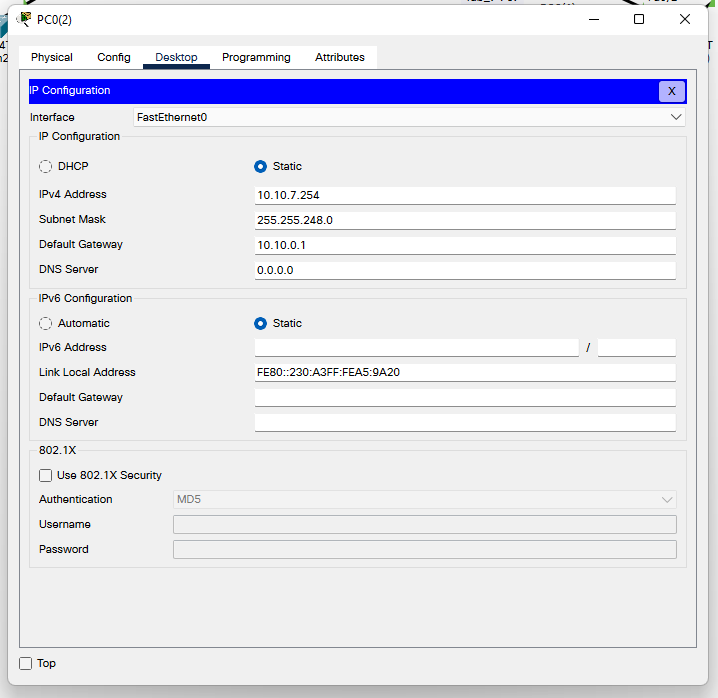 PC0(2)
Physical Config Desktop Programming Attributes
IP Configuration
X
Interface FastEthernet0
IP Configuration
DHCP Static
IPv4 Address 10.10.7.254
Subnet Mask 255.255.248.0
Default Gateway 10.10.0.1
DNS Server 0.0.0.0
IPv6 Configuration
Automatic Static
IPv6 Address /
Link Local Address FE80::230:A3FF:FEA5:9A20
Default Gateway
DNS Server
802.1X
Use 802.1X Security
Authentication MD5
Username
Password
Top